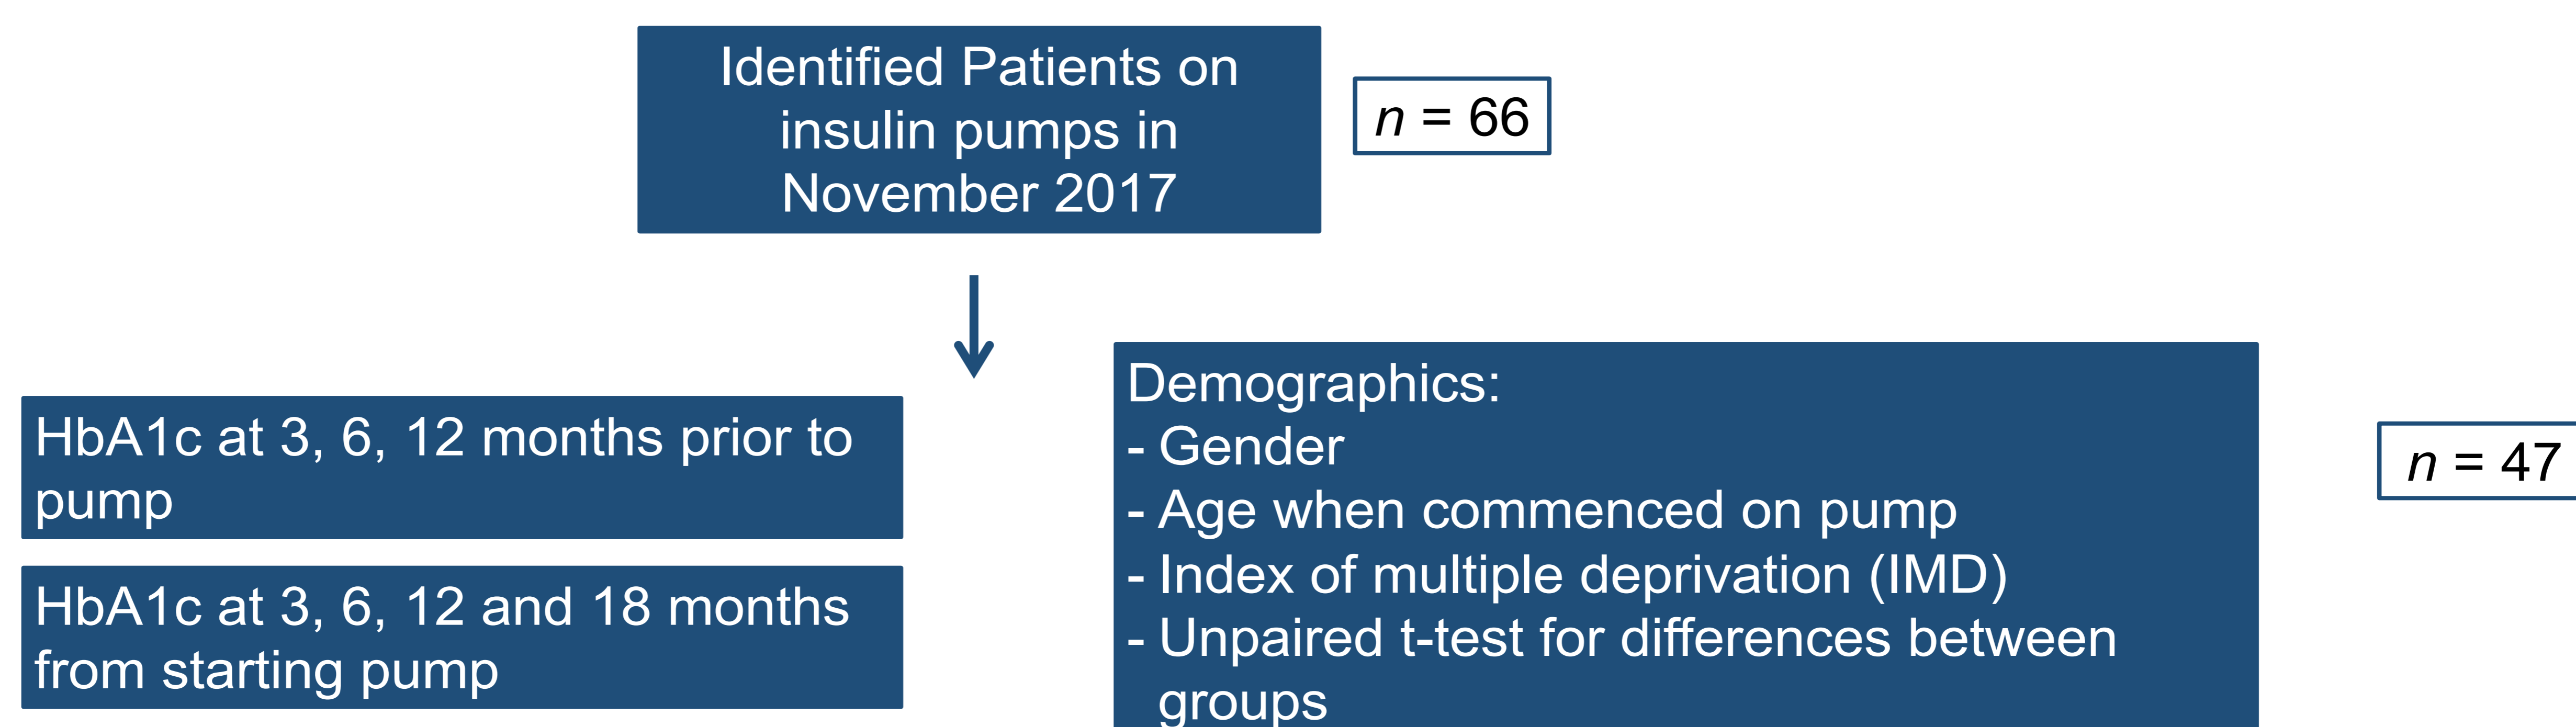 Identified Patients on
insulin pumps in
November 2017
n = 66
HbA1c at 3, 6, 12 months prior to
pump
HbA1c at 3, 6, 12 and 18 months
from starting pump
Demographics:
- Gender
- Age when commenced on pump
- Index of multiple deprivation (IMD)
- Unpaired t-test for differences between
groups
n = 47